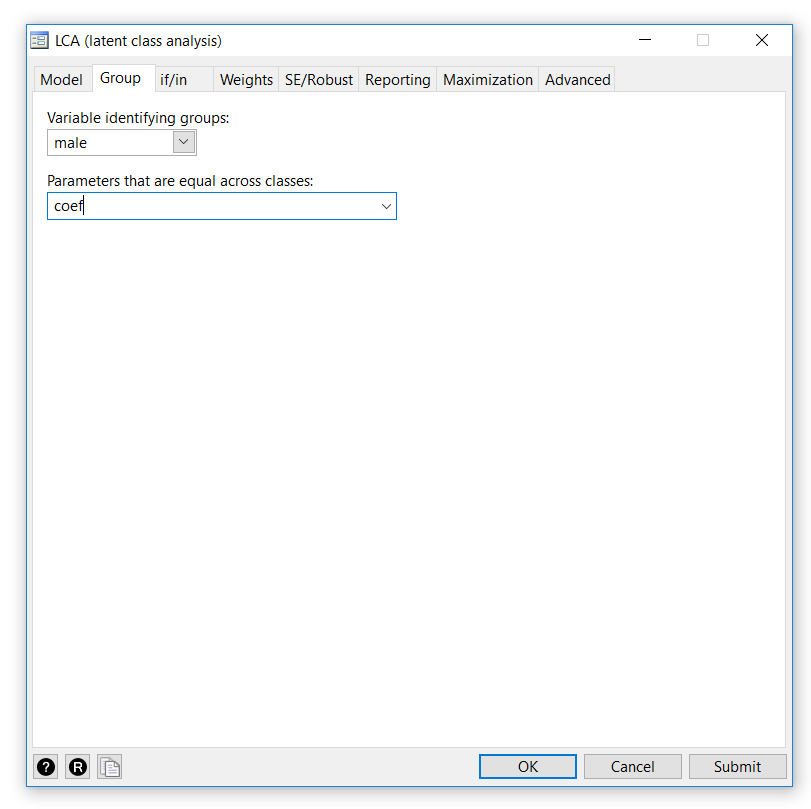 LCA (latent class analysis)
Model Group if/in Weights SE/Robust Reporting Maximization Advanced
Variable identifying groups:
male
Parameters that are equal across classes:
coef
? R OK Cancel Submit